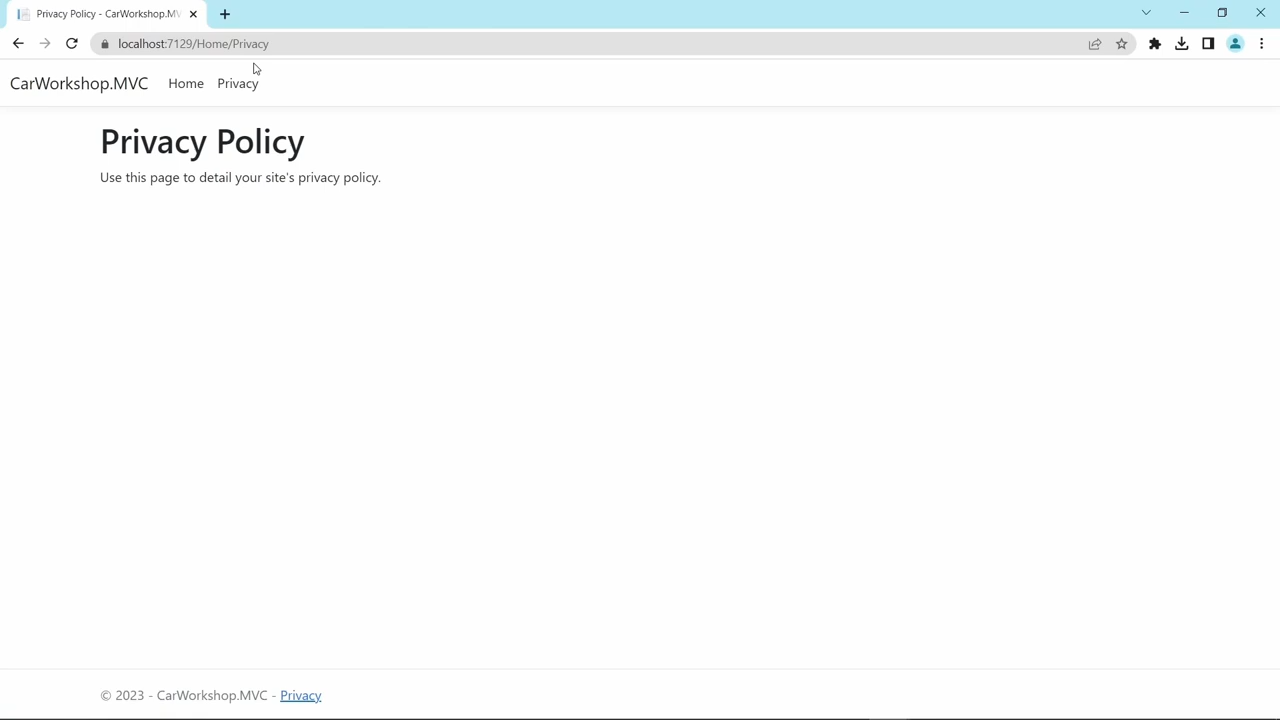 Privacy Policy - CarWorkshop.MV
localhost:7129/Home/Privacy
CarWorkshop.MVC Home Privacy
Privacy Policy
Use this page to detail your site's privacy policy.
© 2023 - CarWorkshop.MVC - Privacy